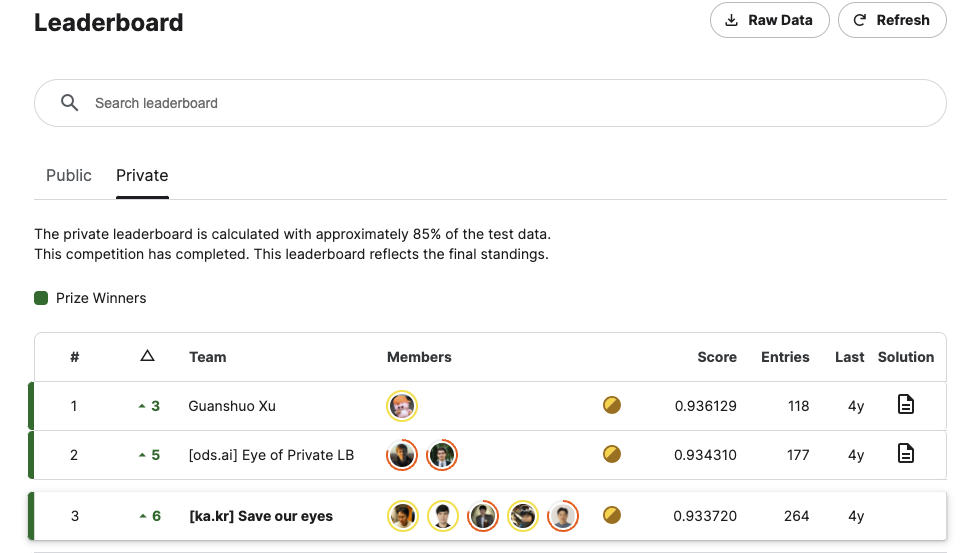 Leaderboard
Raw Data
Refresh
Search leaderboard
Public Private
The private leaderboard is calculated with approximately 85% of the test data.
This competition has completed. This leaderboard reflects the final standings.
Prize Winners
# △ Team Members Score Entries Last Solution
1 3 Guanshuo Xu 0.936129 118 4y
2 5 [ods.ai] Eye of Private LB 0.934310 177 4y
3 6 [ka.kr] Save our eyes 0.933720 264 4y